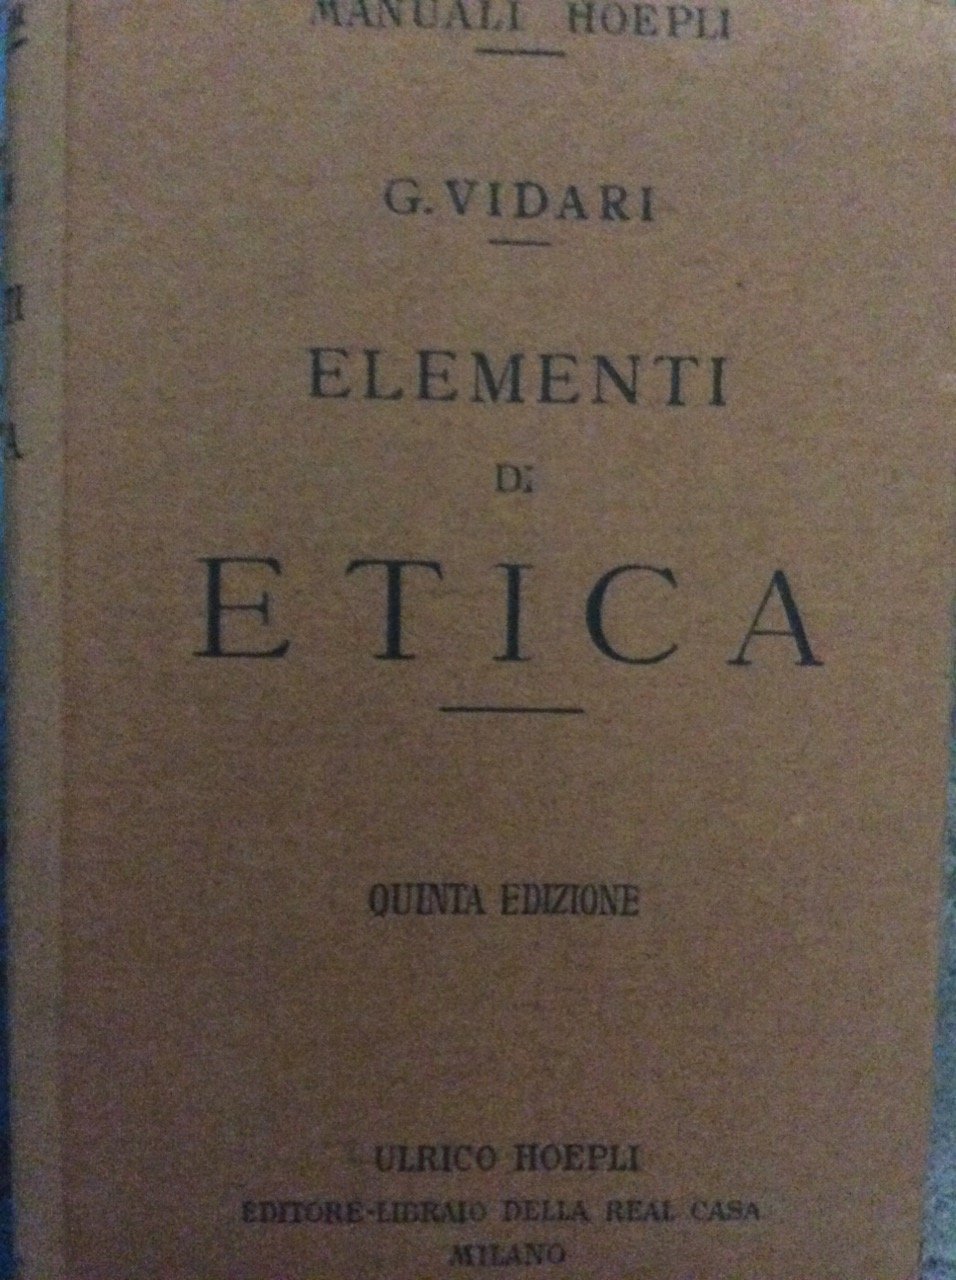 MANUALI HOEPLI
G. VIDARI
ELEMENTI
DI
ETICA
QUINTA EDIZIONE
ULRICO HOEPLI
EDITORE-LIBRAIO DELLA REAL CASA
MILANO